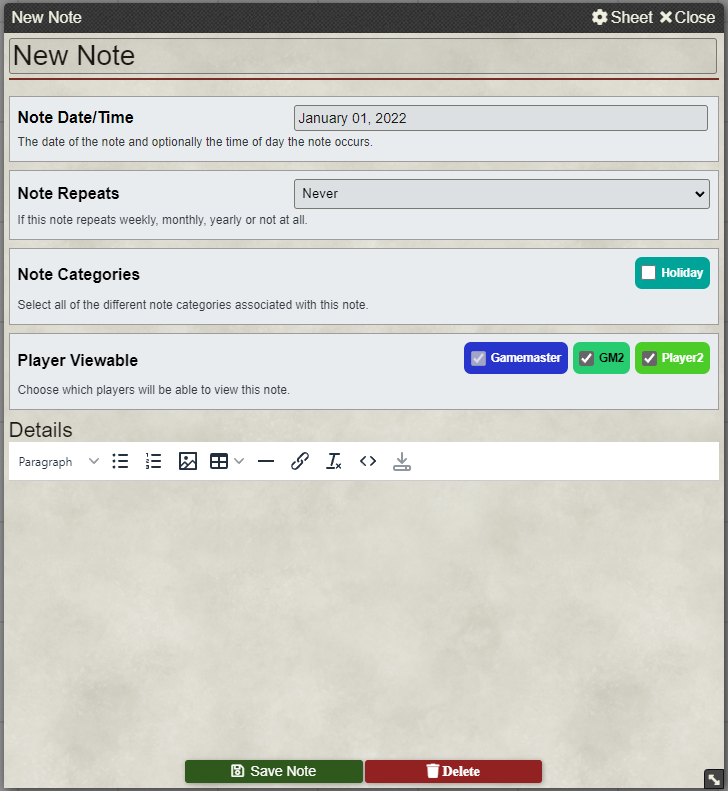 New Note Sheet Close
New Note
Note Date/Time January 01, 2022
The date of the note and optionally the time of day the note occurs.
Note Repeats Never
If this note repeats weekly, monthly, yearly or not at all.
Note Categories Holiday
Select all of the different note categories associated with this note.
Player Viewable Gamemaster GM2 Player2
Choose which players will be able to view this note.
Details
Paragraph
Save Note Delete